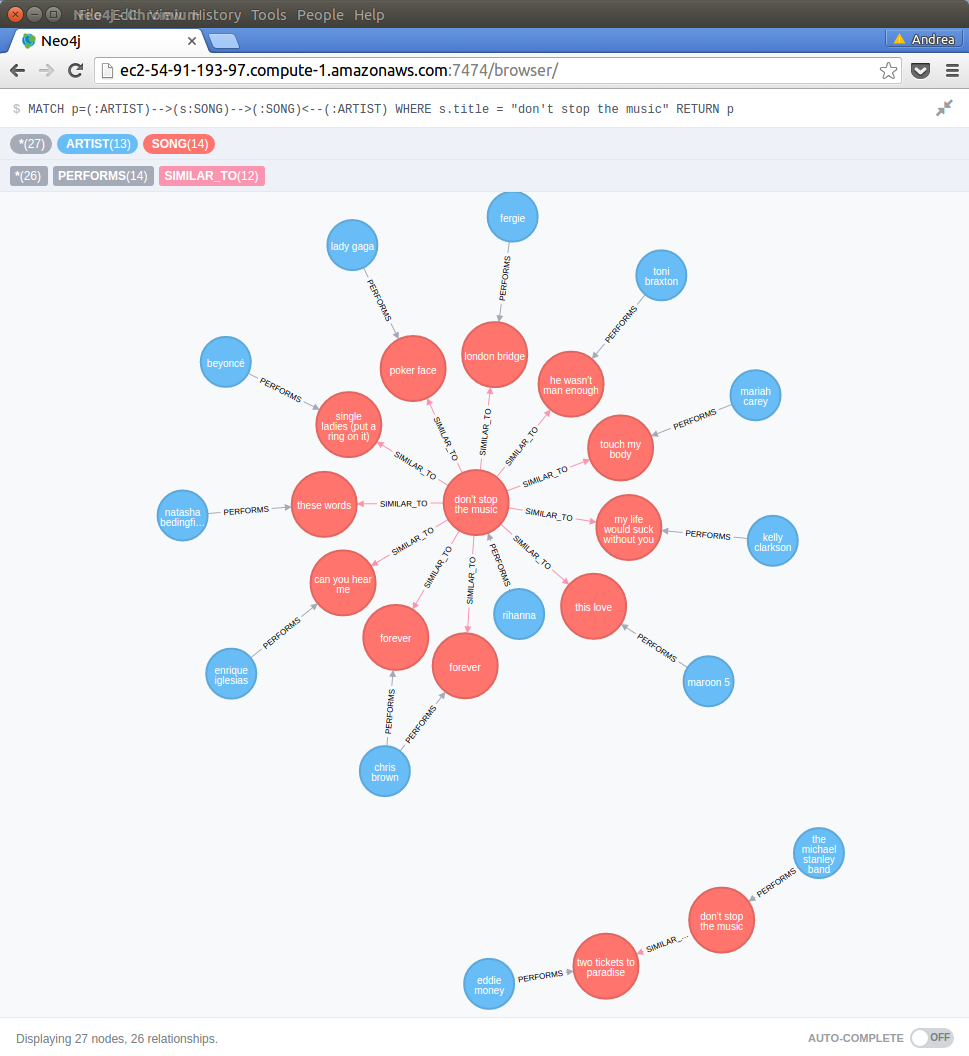 File Edit View History Tools People Help
Neo4j
Andrea
ec2-54-91-193-97.compute-1.amazonaws.com:7474/browser/
$ MATCH p=(:ARTIST)-->(s:SONG)-->(:SONG)<--(:ARTIST) WHERE s.title = "don't stop the music" RETURN p
*(27) ARTIST(13) SONG(14)
*(26) PERFORMS(14) SIMILAR_TO(12)
fergie
lady gaga
PERFORMS
PERFORMS
toni
braxton
PERFORMS
beyoncé
PERFORMS
poker face
london bridge
he wasn't
man enough
mariah
carey
PERFORMS
single
ladies (put a
ring on it)
SIMILAR_TO
SIMILAR_TO
SIMILAR_TO
touch my
body
SIMILAR_TO
SIMILAR_TO
natasha
bedingfi...
PERFORMS
these words
SIMILAR_TO
don't stop
the music
SIMILAR_TO
my life
would suck
without you
PERFORMS
kelly
clarkson
SIMILAR_TO
SIMILAR_TO
SIMILAR_TO
PERFORMS
SIMILAR_TO
can you hear
me
this love
rihanna
PERFORMS
forever
forever
PERFORMS
enrique
iglesias
maroon 5
PERFORMS
PERFORMS
chris
brown
the
michael
stanley
band
PERFORMS
don't stop
the music
SIMILAR_...
two tickets to
paradise
PERFORMS
eddie
money
Displaying 27 nodes, 26 relationships.
AUTO-COMPLETE OFF